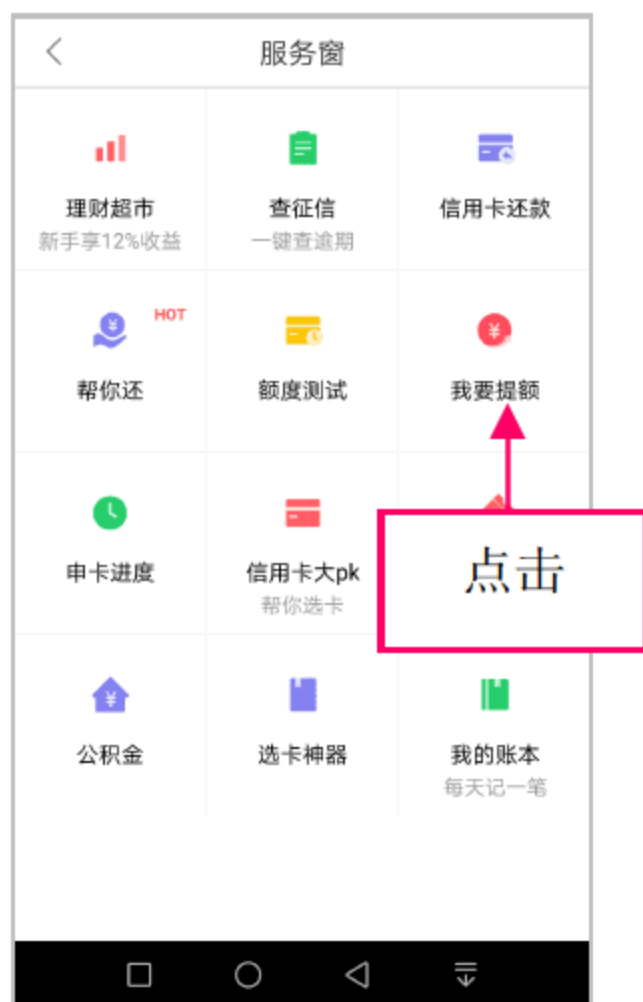 服务窗
理财超市
新手享12%收益
查征信
一键查逾期
信用卡还款
HOT
帮你还
额度测试
我要提额
申卡进度
信用卡大pk
帮你选卡
点击
公积金
选卡神器
我的账本
每天记一笔